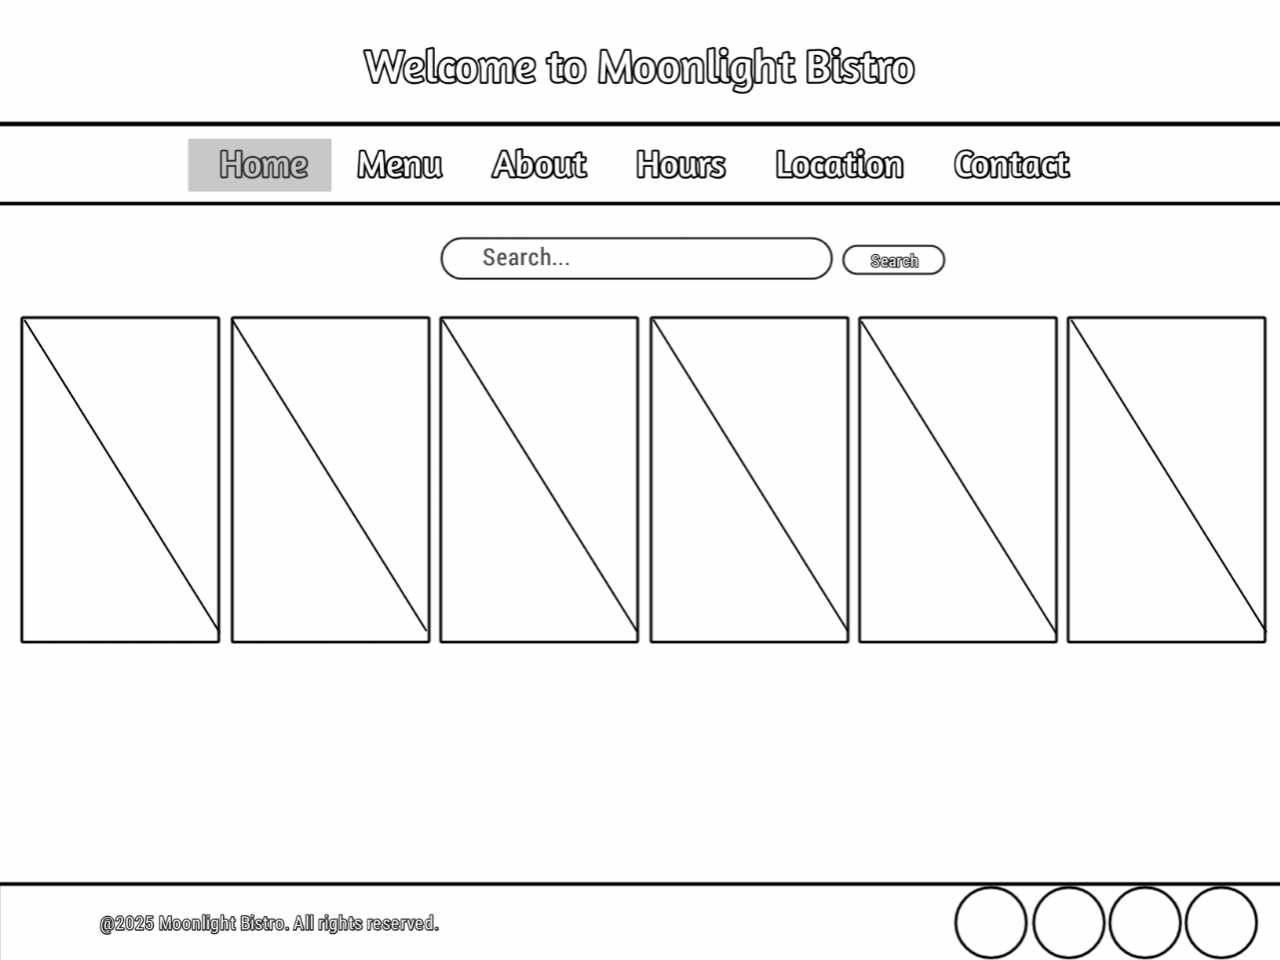 Welcome to Moonlight Bistro
Home Menu About Hours Location Contact
Search... Search
@2025 Moonlight Bistro. All rights reserved.